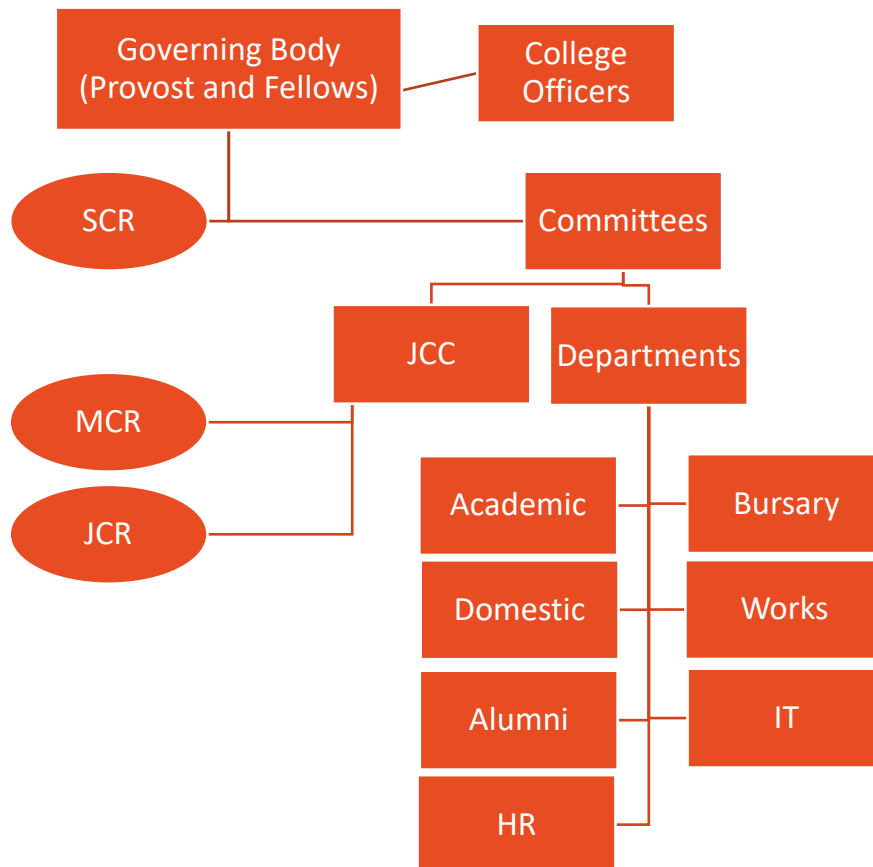 Governing Body
(Provost and Fellows)
College
Officers
SCR
Committees
JCC
Departments
MCR
JCR
Academic
Bursary
Domestic
Works
Alumni
IT
HR